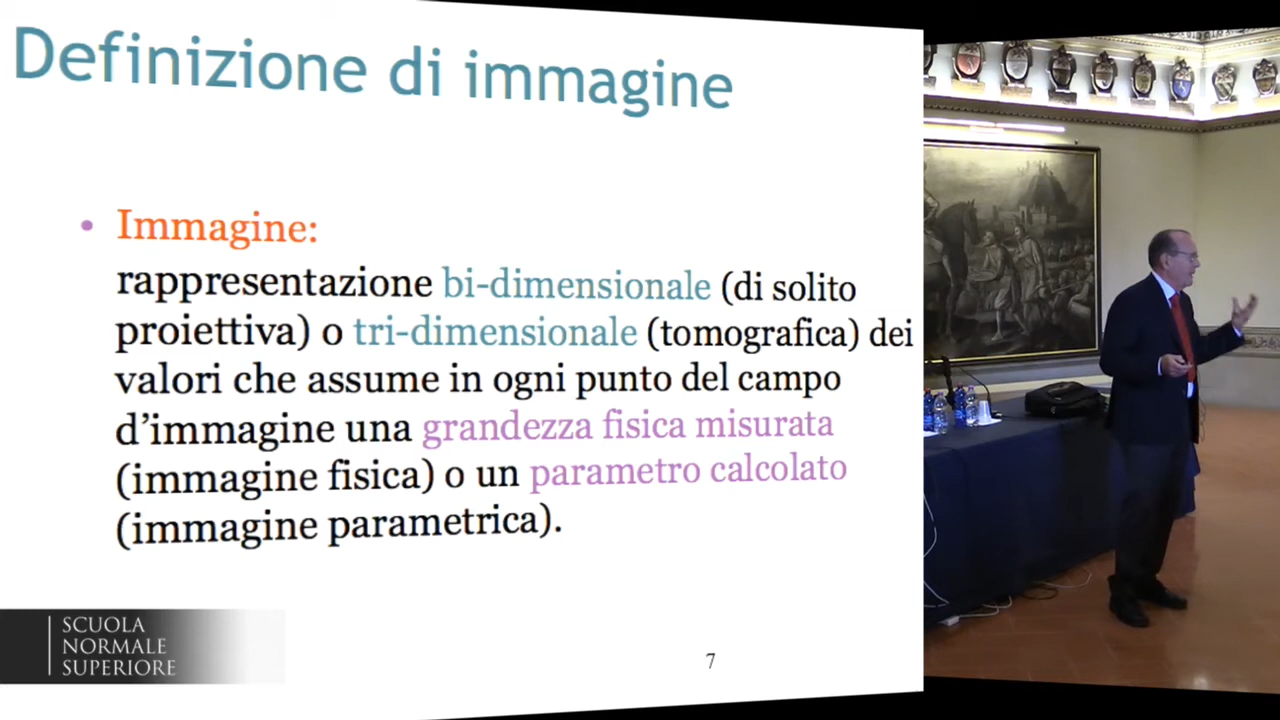 Definizione di immagine
• Immagine:
rappresentazione bi-dimensionale (di solito
proiettiva) o tri-dimensionale (tomografica) dei
valori che assume in ogni punto del campo
d’immagine una grandezza fisica misurata
(immagine fisica) o un parametro calcolato
(immagine parametrica).
SCUOLA
NORMALE
SUPERIORE
7